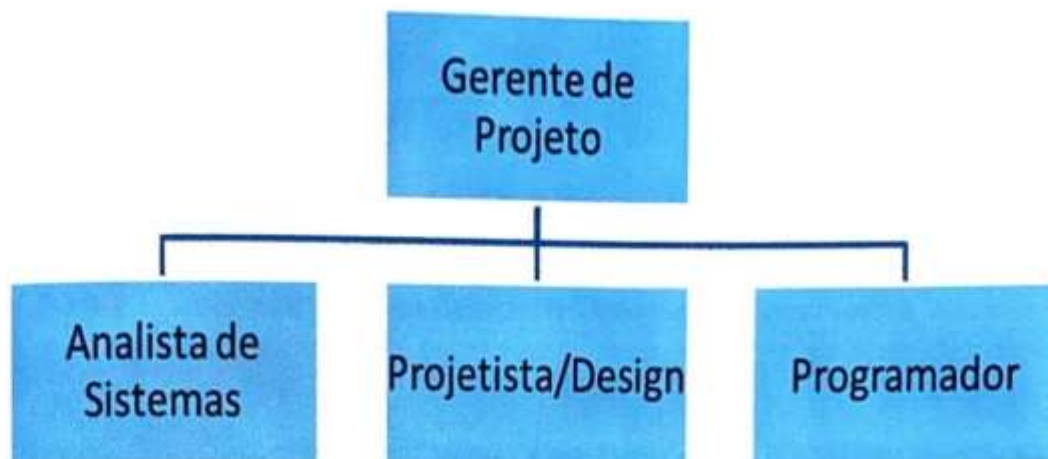 Gerente de
Projeto
Analista de
Sistemas
Projetista/Design
Programador